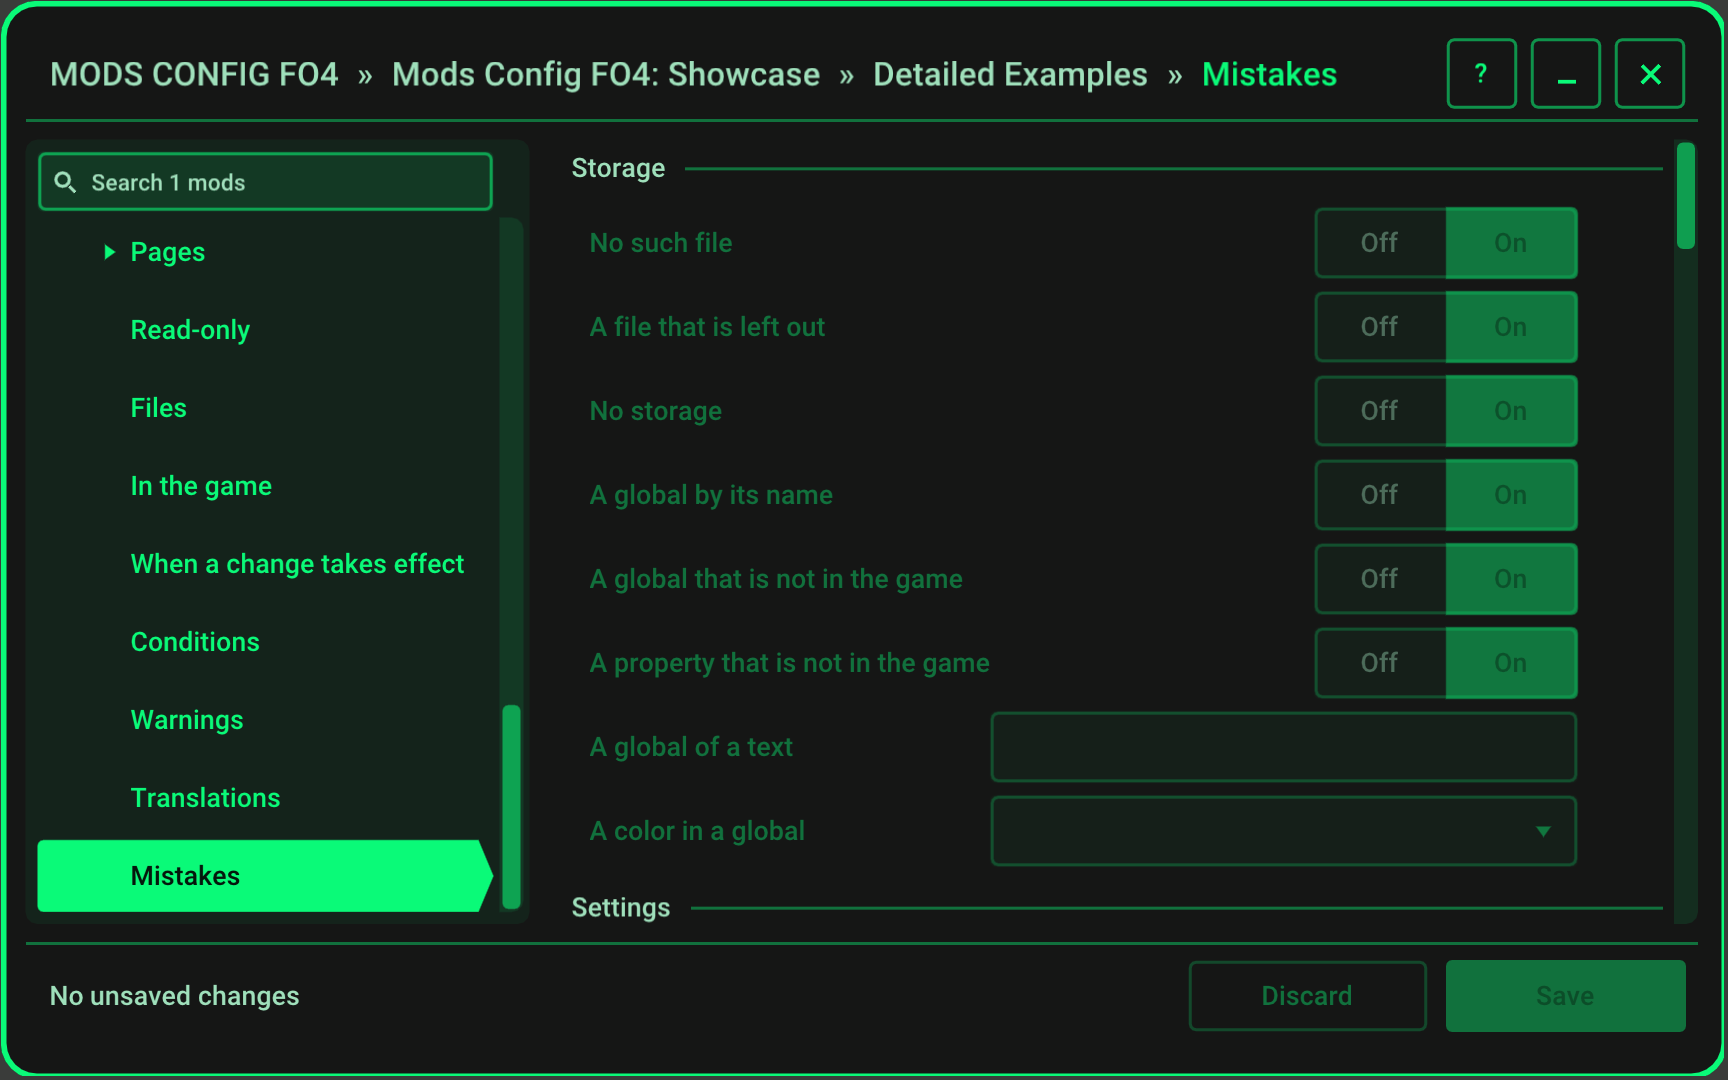 MODS CONFIG FO4 » Mods Config FO4: Showcase » Detailed Examples » Mistakes
?
Search 1 mods
Pages
Read-only
Files
In the game
When a change takes effect
Conditions
Warnings
Translations
Mistakes
Storage
No such file Off On
A file that is left out Off On
No storage Off On
A global by its name Off On
A global that is not in the game Off On
A property that is not in the game Off On
A global of a text
A color in a global
Settings
No unsaved changes
Discard
Save